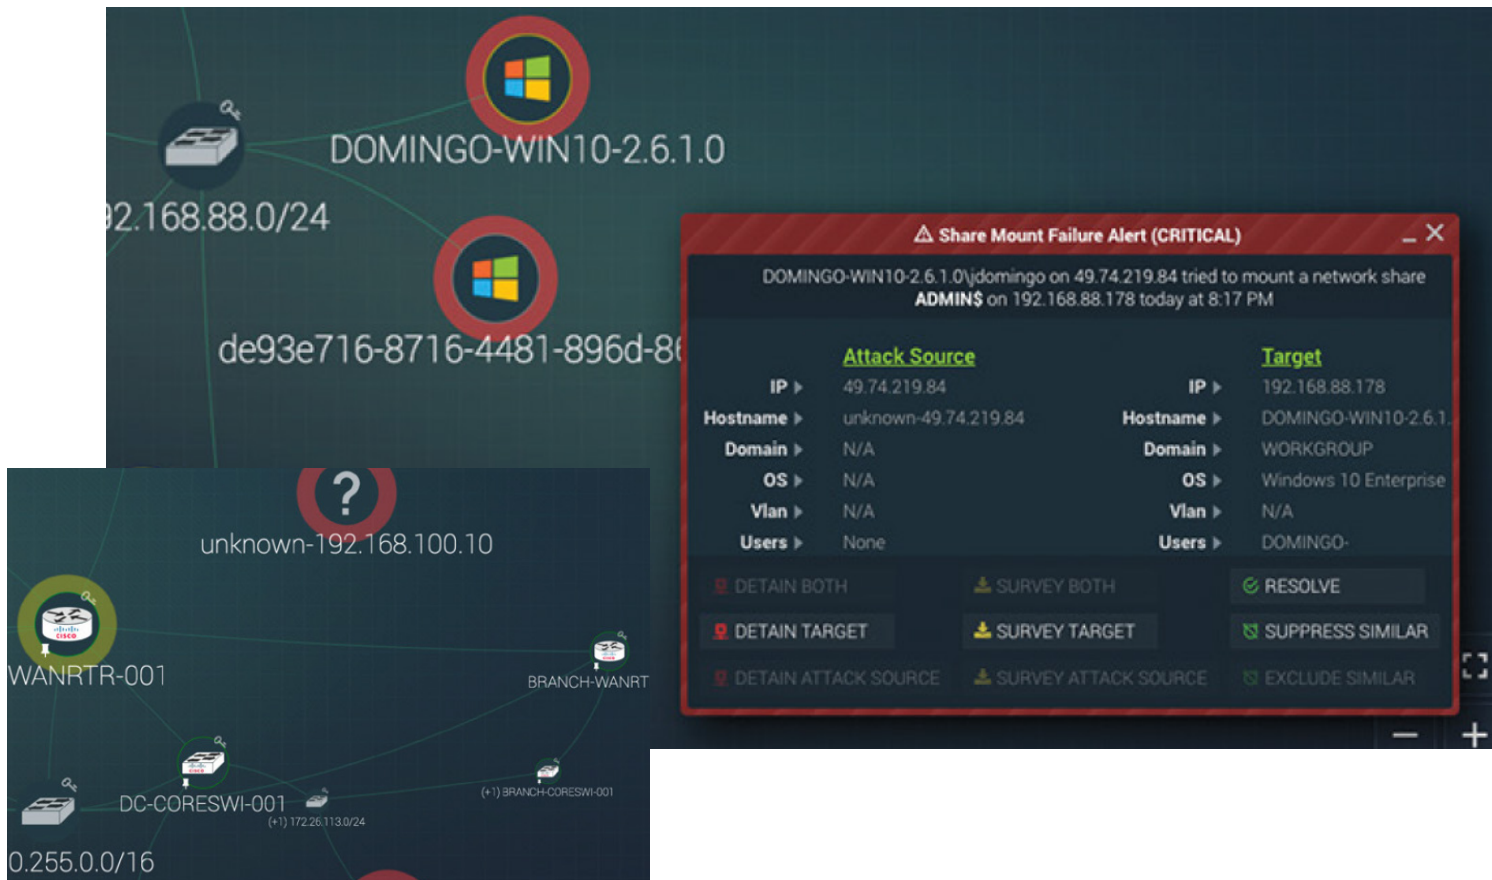 DOMINGO-WIN10-2.6.1.0
92.168.88.0/24
de93e716-8716-4481-896d-86
Share Mount Failure Alert (CRITICAL)
DOMINGO-WIN10-2.6.1.0\jdomingo on 49.74.219.84 tried to mount a network share
ADMIN$ on 192.168.88.178 today at 8:17 PM
Attack Source Target
IP 49.74.219.84 IP 192.168.88.178
Hostname unknown-49.74.219.84 Hostname DOMINGO-WIN10-2.6.1.
Domain N/A Domain WORKGROUP
OS N/A OS Windows 10 Enterprise
Vlan N/A Vlan N/A
Users None Users DOMINGO-
DETAIN BOTH SURVEY BOTH RESOLVE
DETAIN TARGET SURVEY TARGET SUPPRESS SIMILAR
DETAIN ATTACK SOURCE SURVEY ATTACK SOURCE EXCLUDE SIMILAR
?
unknown-192.168.100.10
CISCO
WANRTR-001
BRANCH-WANRT
DC-CORESWI-001
(+1) 172.26.113.0/24
(+1) BRANCH-CORESWI-001
0.255.0.0/16